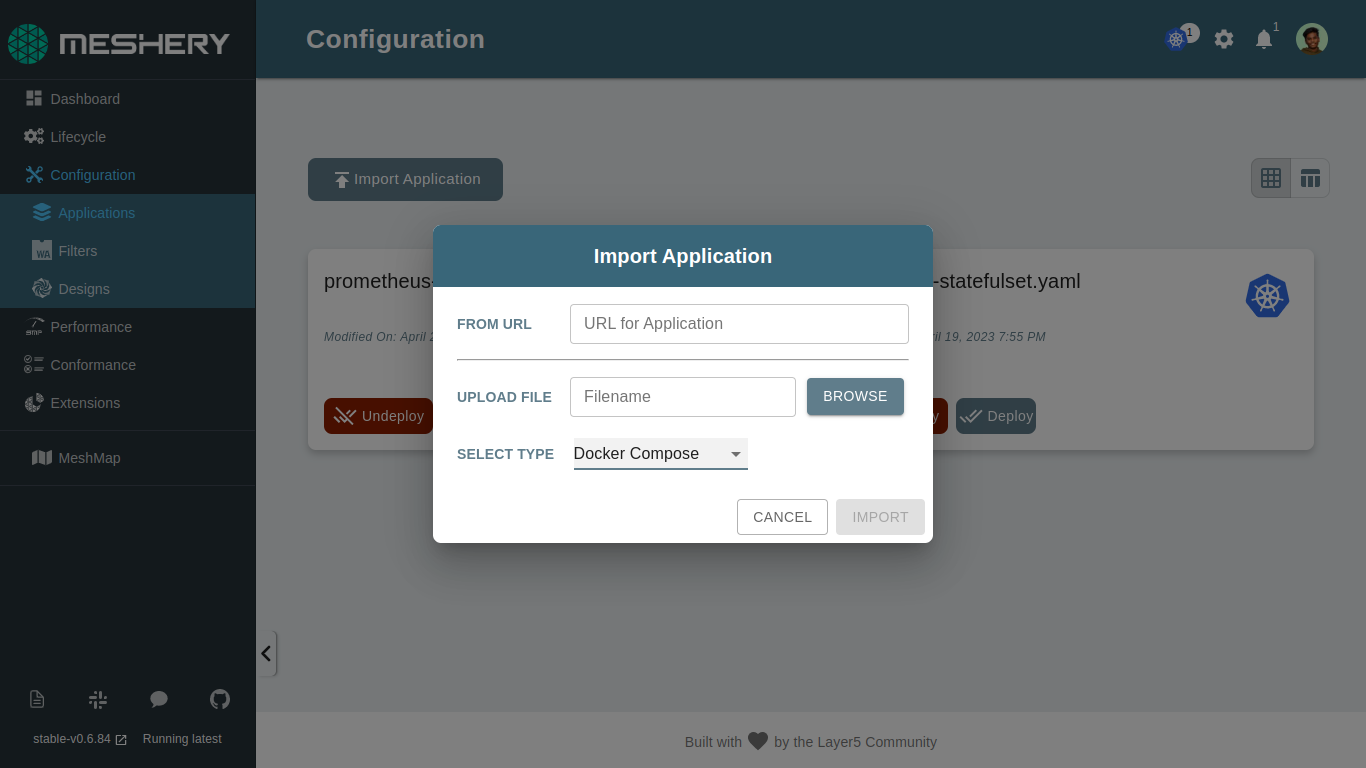 MESHERY
Configuration
1
1
Dashboard
Lifecycle
Configuration
Applications
WA
Filters
Designs
SMP
Performance
Conformance
Extensions
MeshMap
Import Application
prometheus-
-statefulset.yaml
Modified On: April 2
19, 2023 7:55 PM
Undeploy
Deploy
Import Application
FROM URL
URL for Application
UPLOAD FILE
Filename
BROWSE
SELECT TYPE
Docker Compose
CANCEL
IMPORT
stable-v0.6.84
Running latest
Built with
by the Layer5 Community